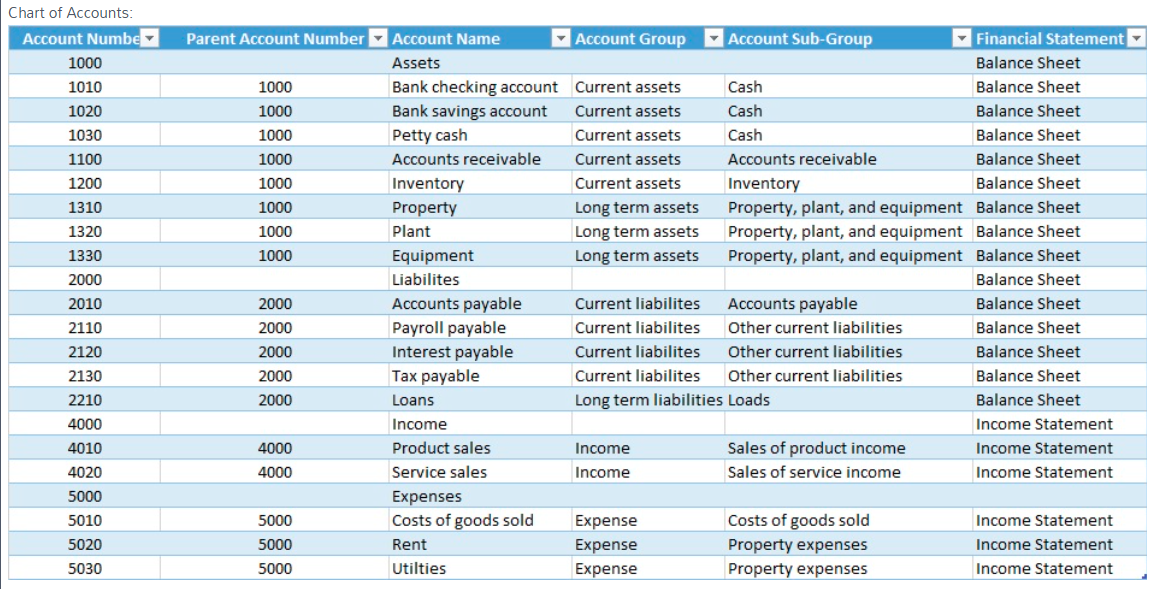 Chart of Accounts:
Account Numbe Parent Account Number Account Name Account Group Account Sub-Group Financial Statement
1000 Assets Balance Sheet
1010 1000 Bank checking account Current assets Cash Balance Sheet
1020 1000 Bank savings account Current assets Cash Balance Sheet
1030 1000 Petty cash Current assets Cash Balance Sheet
1100 1000 Accounts receivable Current assets Accounts receivable Balance Sheet
1200 1000 Inventory Current assets Inventory Balance Sheet
1310 1000 Property Long term assets Property, plant, and equipment Balance Sheet
1320 1000 Plant Long term assets Property, plant, and equipment Balance Sheet
1330 1000 Equipment Long term assets Property, plant, and equipment Balance Sheet
2000 Liabilites Balance Sheet
2010 2000 Accounts payable Current liabilites Accounts payable Balance Sheet
2110 2000 Payroll payable Current liabilites Other current liabilities Balance Sheet
2120 2000 Interest payable Current liabilites Other current liabilities Balance Sheet
2130 2000 Tax payable Current liabilites Other current liabilities Balance Sheet
2210 2000 Loans Long term liabilities Loads Balance Sheet
4000 Income Income Statement
4010 4000 Product sales Income Sales of product income Income Statement
4020 4000 Service sales Income Sales of service income Income Statement
5000 Expenses
5010 5000 Costs of goods sold Expense Costs of goods sold Income Statement
5020 5000 Rent Expense Property expenses Income Statement
5030 5000 Utilties Expense Property expenses Income Statement